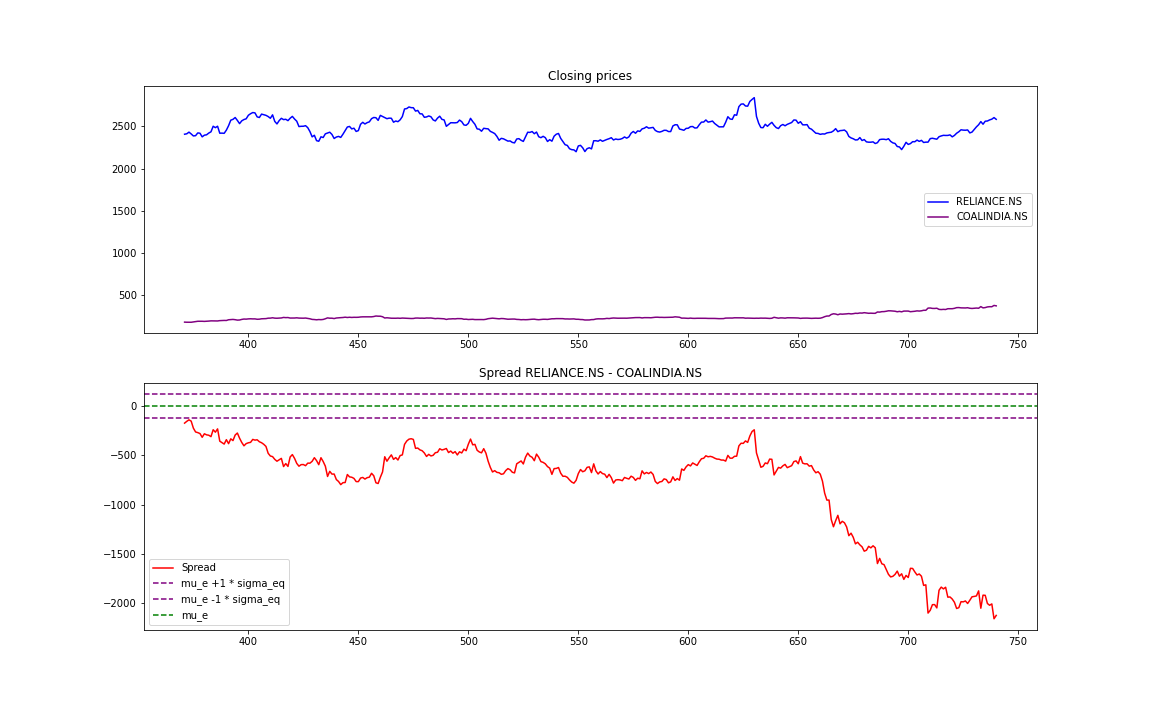 Closing prices
2500
2000
1500
1000
500
RELIANCE.NS
COALINDIA.NS
400 450 500 550 600 650 700 750
Spread RELIANCE.NS - COALINDIA.NS
0
−500
−1000
−1500
−2000
Spread
mu_e +1 * sigma_eq
mu_e -1 * sigma_eq
mu_e
400 450 500 550 600 650 700 750